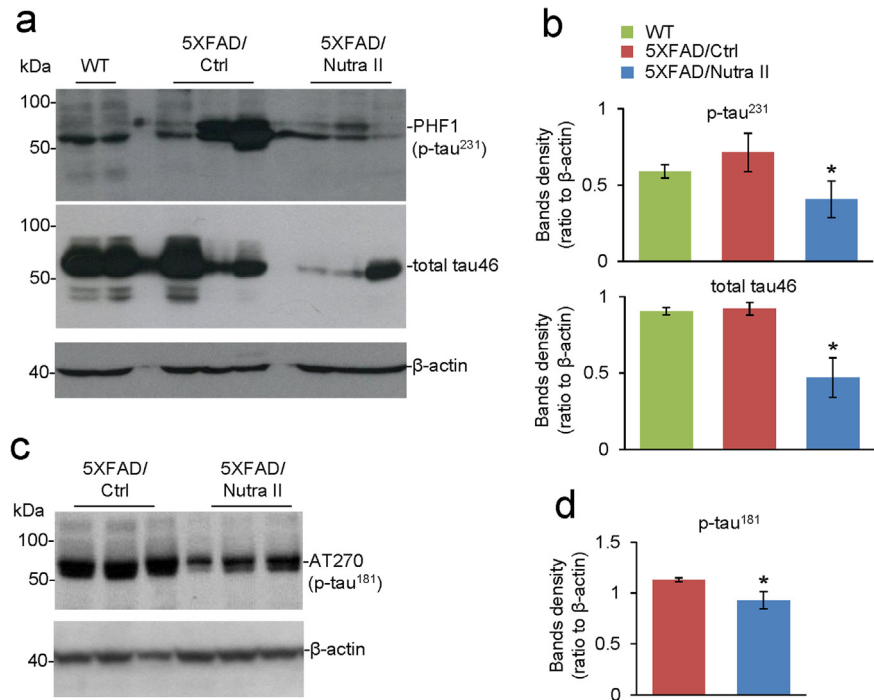 a
5XFAD/
Ctrl
5XFAD/
Nutra II
kDa
WT
100-
50-
-PHF1
(p-tau²³¹)
100-
50-
-total tau46
40-
-β-actin
b
WT
5XFAD/Ctrl
5XFAD/Nutra II
p-tau²³¹
Bands density
(ratio to β-actin)
1
0.5
0
*
total tau46
Bands density
(ratio to β-actin)
1
0.5
0
*
c
5XFAD/
Ctrl
5XFAD/
Nutra II
kDa
100-
50-
-AT270
(p-tau¹⁸¹)
40-
-β-actin
d
p-tau¹⁸¹
Bands density
(ratio to β-actin)
1.5
1
0.5
0
*